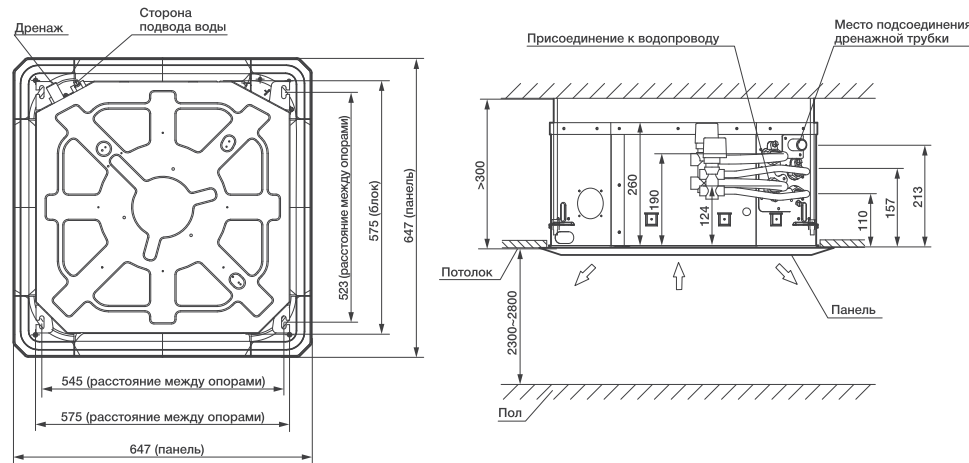 Сторона
подвода воды
Дренаж
523 (расстояние между опорами)
575 (блок)
647 (панель)
545 (расстояние между опорами)
575 (расстояние между опорами)
647 (панель)
Место подсоединения
дренажной трубки
Присоединение к водопроводу
>300
260
190
124
110
157
213
Потолок
Панель
2300~2800
Пол